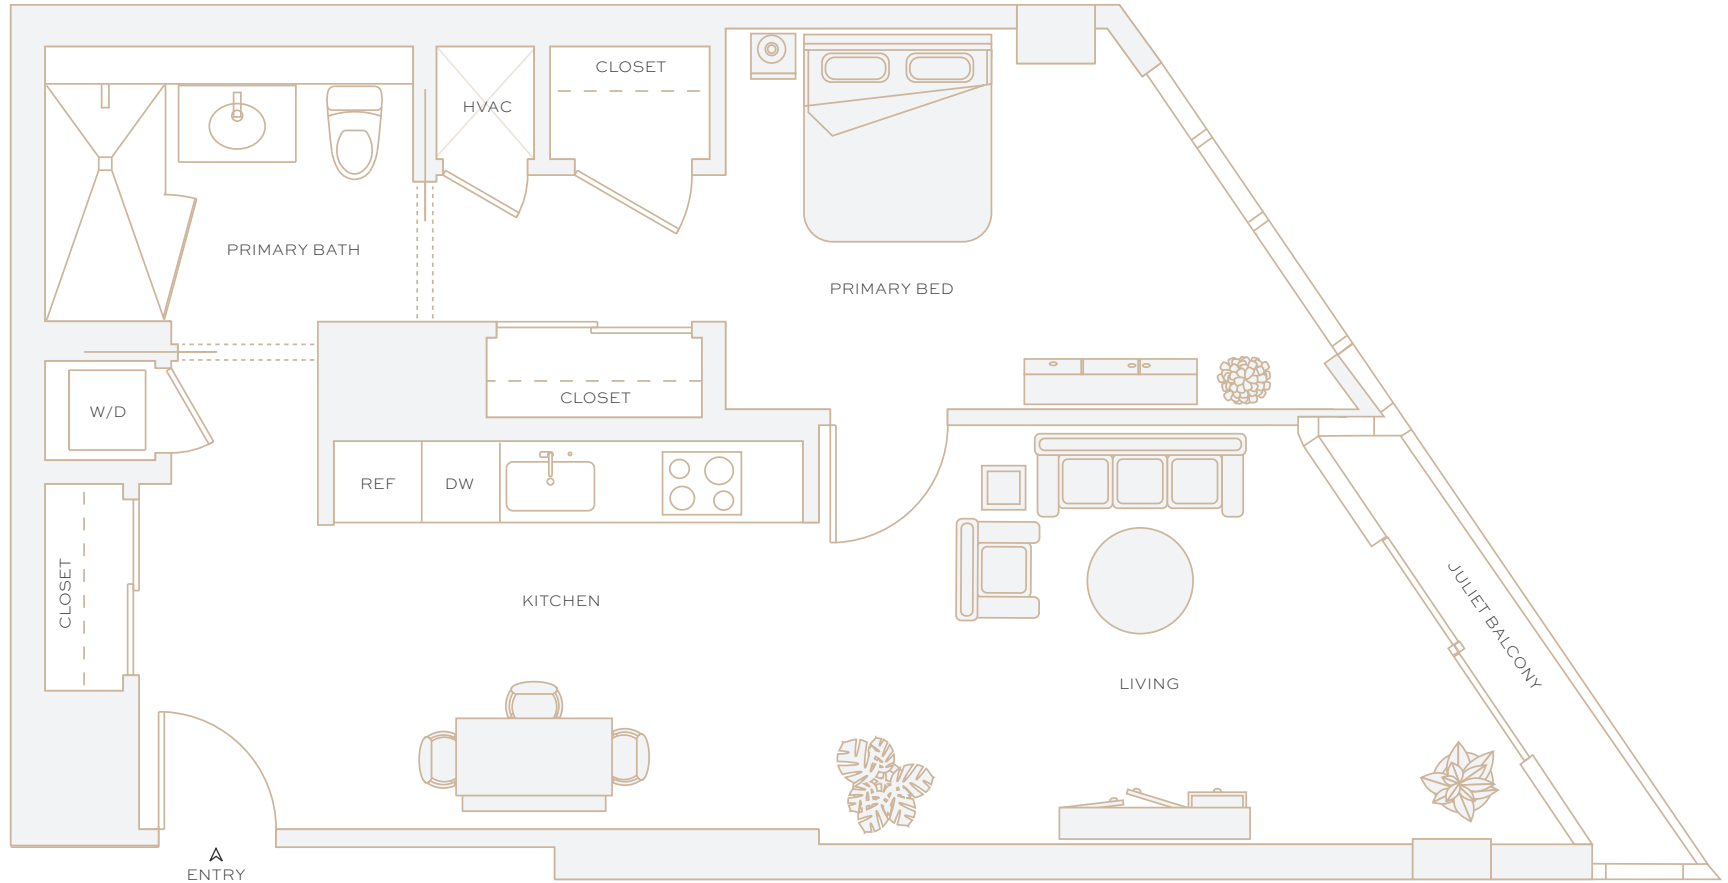 CLOSET
HVAC
PRIMARY BATH
PRIMARY BED
CLOSET
W/D
REF
DW
CLOSET
KITCHEN
JULIET BALCONY
LIVING
ENTRY